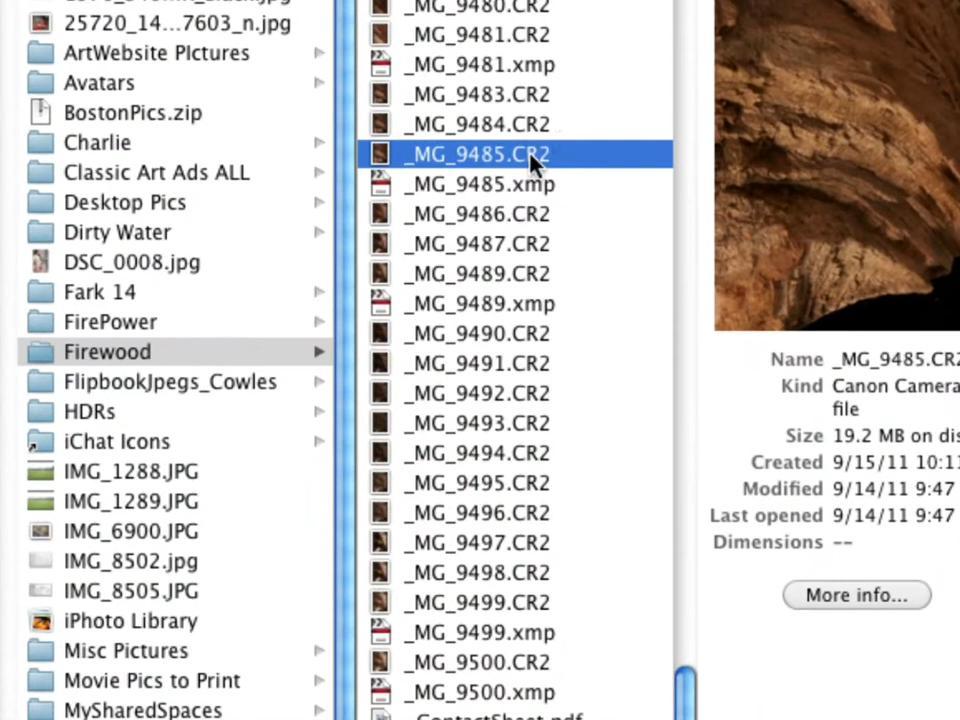 25720_14...7603_n.jpg
ArtWebsite PIctures
Avatars
BostonPics.zip
Charlie
Classic Art Ads ALL
Desktop Pics
Dirty Water
DSC_0008.jpg
Fark 14
FirePower
Firewood
FlipbookJpegs_Cowles
HDRs
iChat Icons
IMG_1288.JPG
IMG_1289.JPG
IMG_6900.JPG
IMG_8502.jpg
IMG_8505.JPG
iPhoto Library
Misc Pictures
Movie Pics to Print
MySharedSpaces
_MG_9480.CR2
_MG_9481.CR2
_MG_9481.xmp
_MG_9483.CR2
_MG_9484.CR2
_MG_9485.CR2
_MG_9485.xmp
_MG_9486.CR2
_MG_9487.CR2
_MG_9489.CR2
_MG_9489.xmp
_MG_9490.CR2
_MG_9491.CR2
_MG_9492.CR2
_MG_9493.CR2
_MG_9494.CR2
_MG_9495.CR2
_MG_9496.CR2
_MG_9497.CR2
_MG_9498.CR2
_MG_9499.CR2
_MG_9499.xmp
_MG_9500.CR2
_MG_9500.xmp
_ContactSheet.pdf
Name _MG_9485.CR2
Kind Canon Camera
file
Size 19.2 MB on dis
Created 9/15/11 10:11
Modified 9/14/11 9:47
Last opened 9/14/11 9:47
Dimensions --
More info...